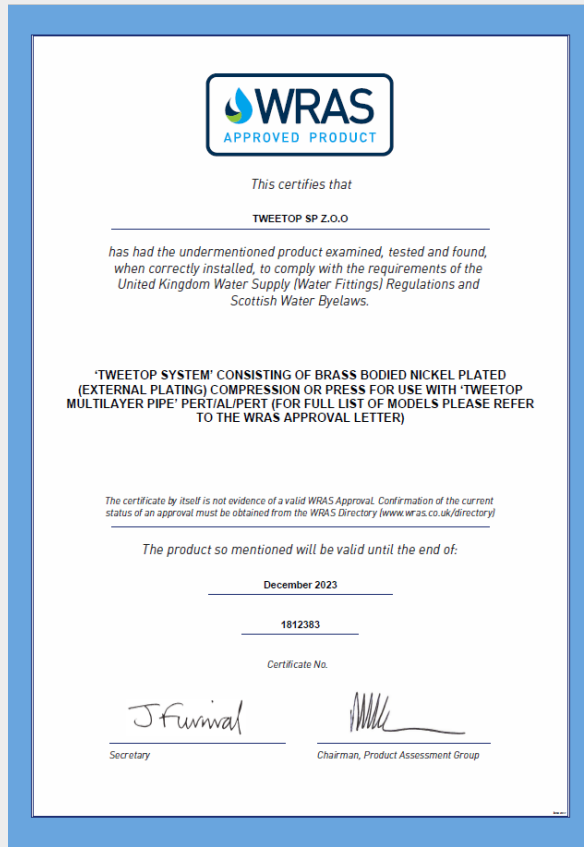 WRAS
APPROVED PRODUCT
This certifies that
TWEETOP SP Z.O.O
has had the undermentioned product examined, tested and found,
when correctly installed, to comply with the requirements of the
United Kingdom Water Supply (Water Fittings) Regulations and
Scottish Water Byelaws.
‘TWEETOP SYSTEM’ CONSISTING OF BRASS BODIED NICKEL PLATED
(EXTERNAL PLATING) COMPRESSION OR PRESS FOR USE WITH ‘TWEETOP
MULTILAYER PIPE’ PERT/AL/PERT (FOR FULL LIST OF MODELS PLEASE REFER
TO THE WRAS APPROVAL LETTER)
The certificate by itself is not evidence of a valid WRAS Approval. Confirmation of the current
status of an approval must be obtained from the WRAS Directory (www.wras.co.uk/directory)
The product so mentioned will be valid until the end of:
December 2023
1812383
Certificate No.
J Furnival
Secretary
Chairman, Product Assessment Group